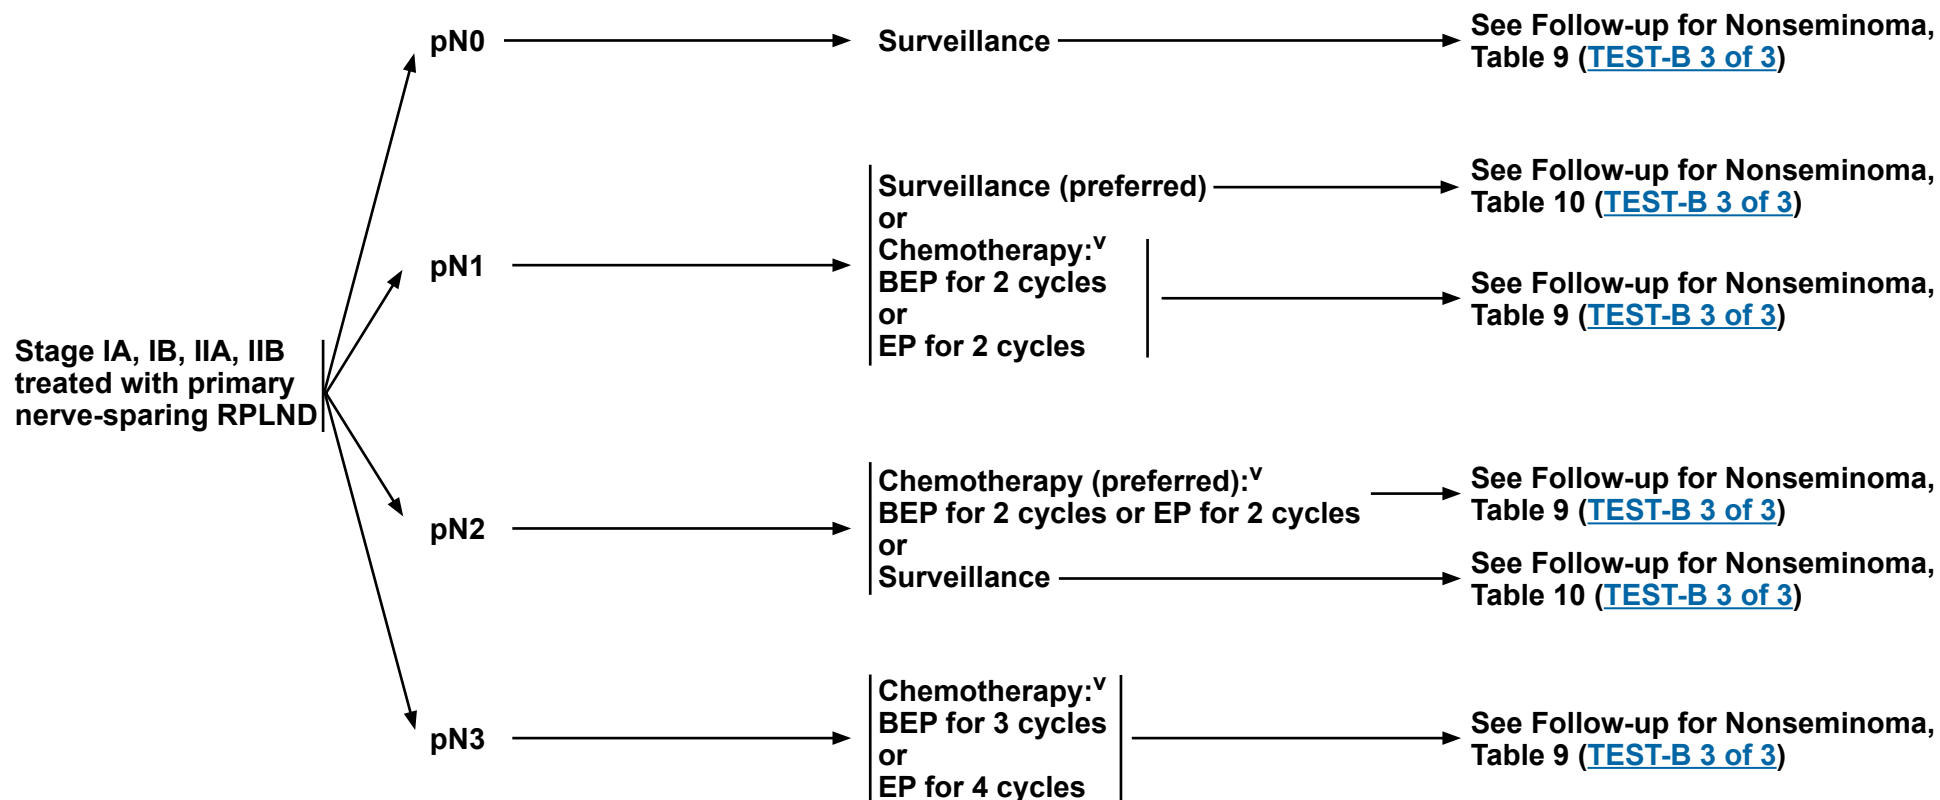 Stage IA, IB, IIA, IIB
treated with primary
nerve-sparing RPLND
pN0
Surveillance
See Follow-up for Nonseminoma,
Table 9 (TEST-B 3 of 3)
pN1
Surveillance (preferred)
or
Chemotherapy:v
BEP for 2 cycles
or
EP for 2 cycles
See Follow-up for Nonseminoma,
Table 10 (TEST-B 3 of 3)
See Follow-up for Nonseminoma,
Table 9 (TEST-B 3 of 3)
pN2
Chemotherapy (preferred):v
BEP for 2 cycles or EP for 2 cycles
or
Surveillance
See Follow-up for Nonseminoma,
Table 9 (TEST-B 3 of 3)
See Follow-up for Nonseminoma,
Table 10 (TEST-B 3 of 3)
pN3
Chemotherapy:v
BEP for 3 cycles
or
EP for 4 cycles
See Follow-up for Nonseminoma,
Table 9 (TEST-B 3 of 3)